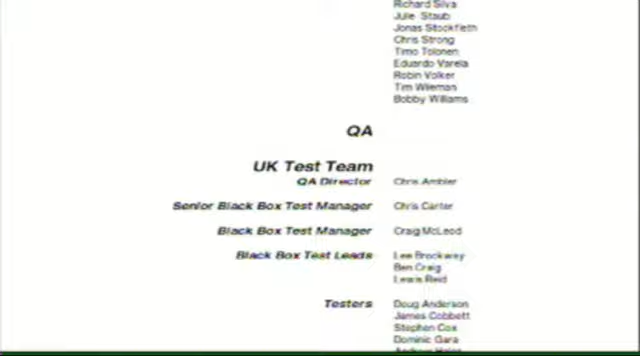 Richard Silva
Julie Staub
Jonas Stockfleth
Chris Strong
Timo Tolonen
Eduardo Varela
Robin Volker
Tim Wileman
Bobby Williams
QA
UK Test Team
QA Director Chris Ambler
Senior Black Box Test Manager Chris Carter
Black Box Test Manager Craig McLeod
Black Box Test Leads Lee Brockway
Ben Craig
Lewis Reid
Testers Doug Anderson
James Cobbett
Stephen Cox
Dominic Gara